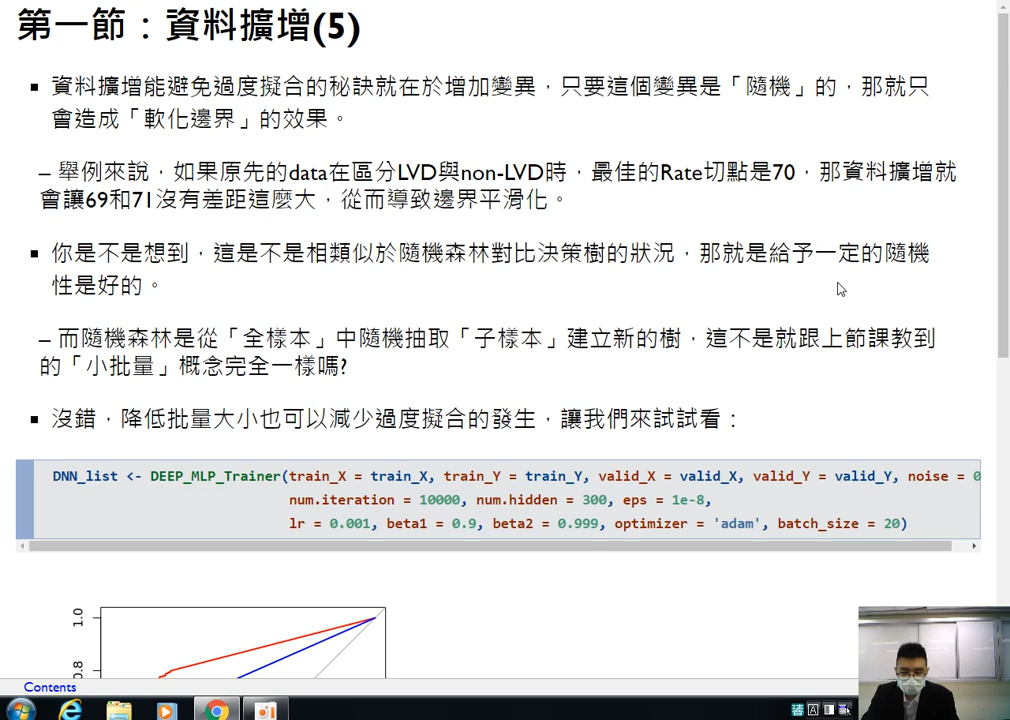 第一節：資料擴增(5)
資料擴增能避免過度擬合的秘訣就在於增加變異，只要這個變異是「隨機」的，那就只
會造成「軟化邊界」的效果。
– 舉例來說，如果原先的data在區分LVD與non-LVD時，最佳的Rate切點是70，那資料擴增就
會讓69和71沒有差距這麼大，從而導致邊界平滑化。
你是不是想到，這是不是相類似於隨機森林對比決策樹的狀況，那就是給予一定的隨機
性是好的。
– 而隨機森林是從「全樣本」中隨機抽取「子樣本」建立新的樹，這不是就跟上節課教到
的「小批量」概念完全一樣嗎?
沒錯，降低批量大小也可以減少過度擬合的發生，讓我們來試試看：
DNN_list <- DEEP_MLP_Trainer(train_X = train_X, train_Y = train_Y, valid_X = valid_X, valid_Y = valid_Y, noise = 0
num.iteration = 10000, num.hidden = 300, eps = 1e-8,
lr = 0.001, beta1 = 0.9, beta2 = 0.999, optimizer = 'adam', batch_size = 20)
1.0
0.8
Contents